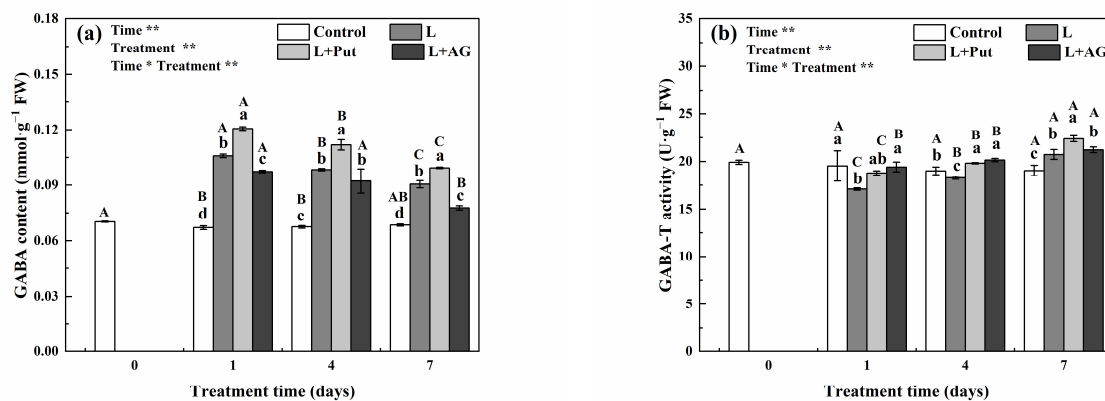 (a)
Time **
Treatment **
Time * Treatment **
Control
L
L+Put
L+AG
GABA content (mmol·g⁻¹ FW)
0.18
0.15
0.12
0.09
0.06
0.03
0.00
A
B
d
A
b
A
a
A
c
B
c
B
b
B
a
A
b
AB
d
C
b
C
a
B
c
0
1
4
7
Treatment time (days)
(b)
Time **
Treatment **
Time * Treatment **
Control
L
L+Put
L+AG
GABA-T activity (U·g⁻¹ FW)
35
30
25
20
15
10
5
0
A
A
a
C
b
C
ab
B
a
A
b
B
c
B
a
B
a
A
c
A
b
A
a
A
b
0
1
4
7
Treatment time (days)